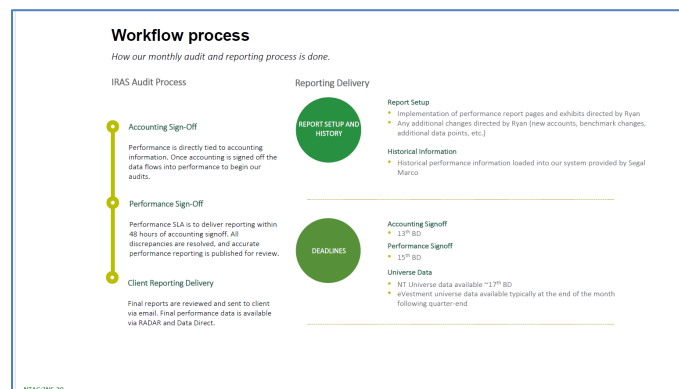 Workflow process
How our monthly audit and reporting process is done.
IRAS Audit Process
Accounting Sign-Off
Performance is directly tied to accounting
information. Once accounting is signed off the
data flows into performance to begin our
audits.
Performance Sign-Off
Performance SLA is to deliver reporting within
48 hours of accounting signoff. All
discrepancies are resolved, and accurate
performance reporting is published for review.
Client Reporting Delivery
Final reports are reviewed and sent to client
via email. Final performance data is available
via RADAR and Data Direct.
Reporting Delivery
REPORT SETUP AND
HISTORY
Report Setup
• Implementation of performance report pages and exhibits directed by Ryan
• Any additional changes directed by Ryan (new accounts, benchmark changes,
additional data points, etc.)
Historical Information
• Historical performance information loaded into our system provided by Segal
Marco
DEADLINES
Accounting Signoff
• 13th BD
Performance Signoff
• 15th BD
Universe Data
• NT Universe data available ~17th BD
• eVestment universe data available typically at the end of the month
following quarter-end